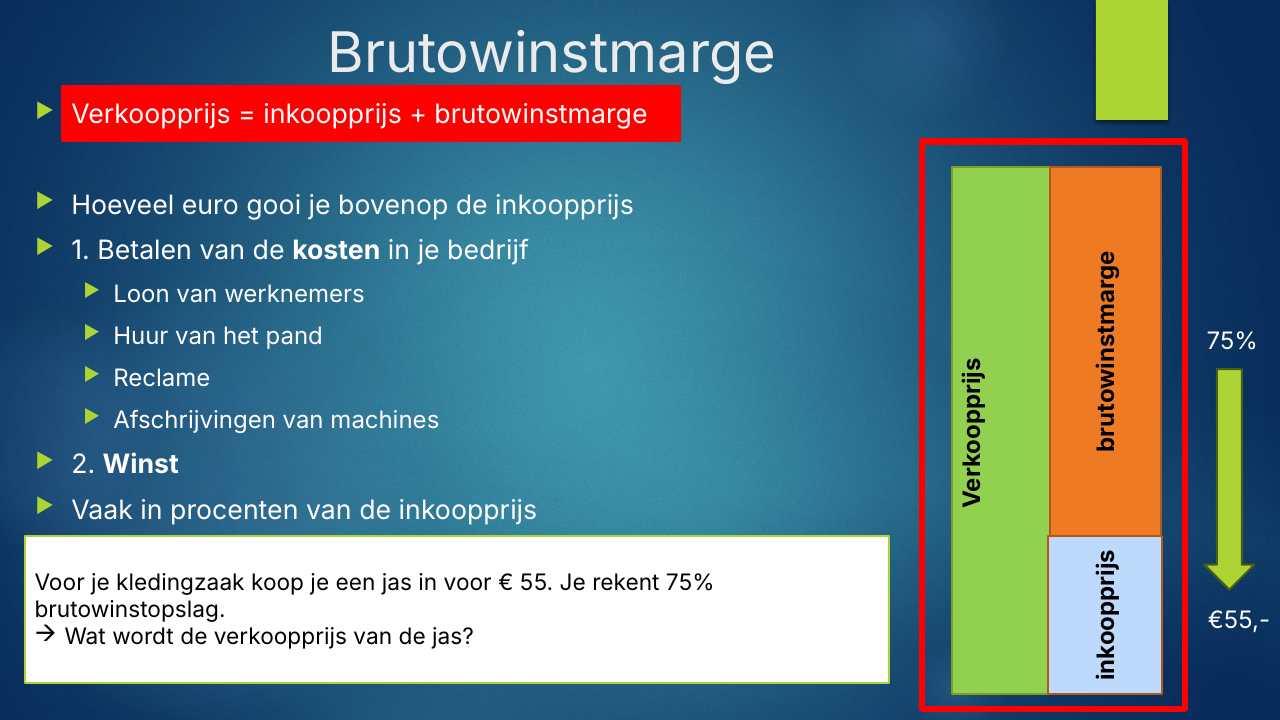 Brutowinstmarge
Verkoopprijs = inkoopprijs + brutowinstmarge
Hoeveel euro gooi je bovenop de inkoopprijs
1. Betalen van de kosten in je bedrijf
Loon van werknemers
Huur van het pand
Reclame
Afschrijvingen van machines
2. Winst
Vaak in procenten van de inkoopprijs
Voor je kledingzaak koop je een jas in voor € 55. Je rekent 75%
brutowinstopslag.
→ Wat wordt de verkoopprijs van de jas?
Verkoopprijs
brutowinstmarge
inkoopprijs
75%
€55,-